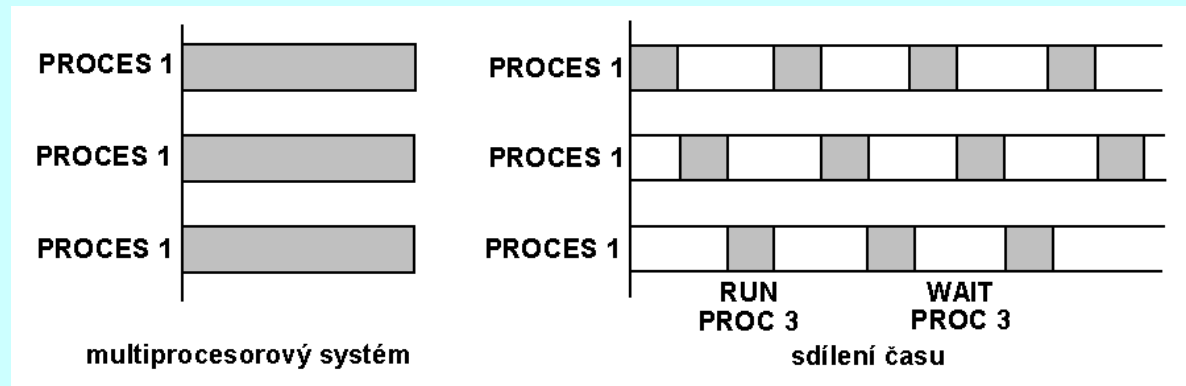 PROCES 1
PROCES 1
PROCES 1
multiprocesorový systém
PROCES 1
PROCES 1
PROCES 1
RUN
PROC 3
WAIT
PROC 3
sdílení času